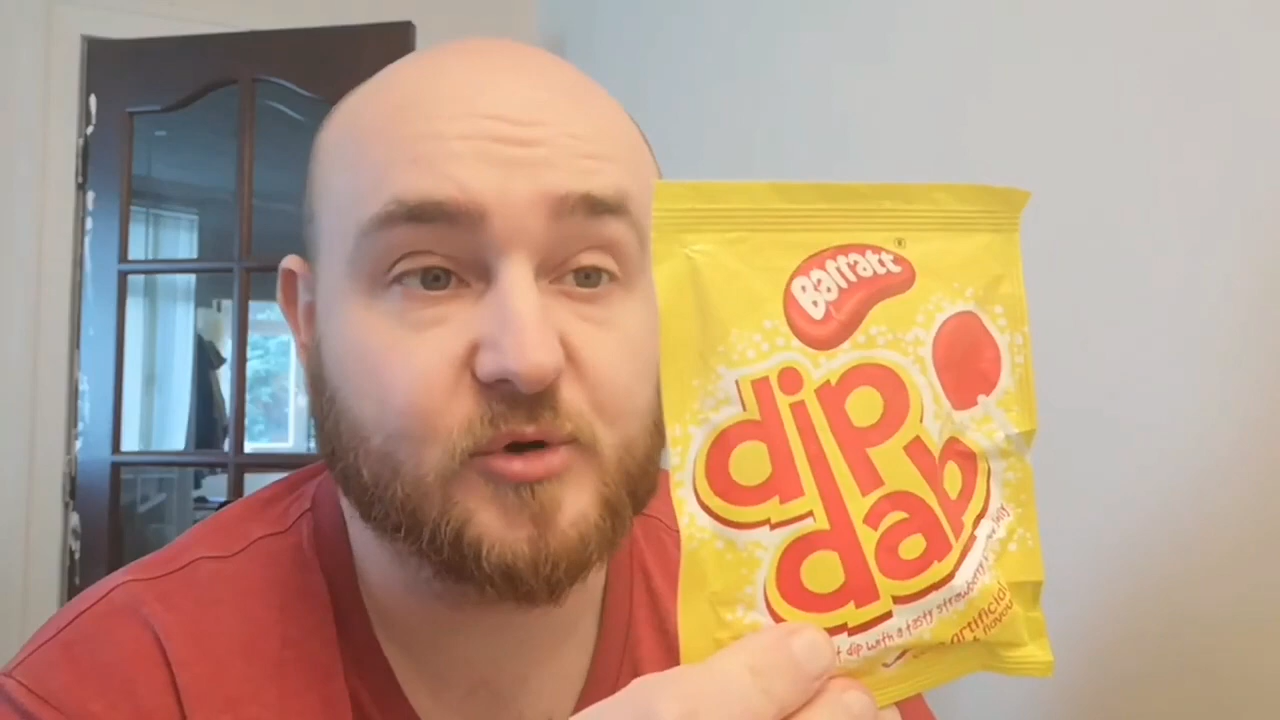 Barratt®
dip
dab
dip with a tasty strawberry
artificial